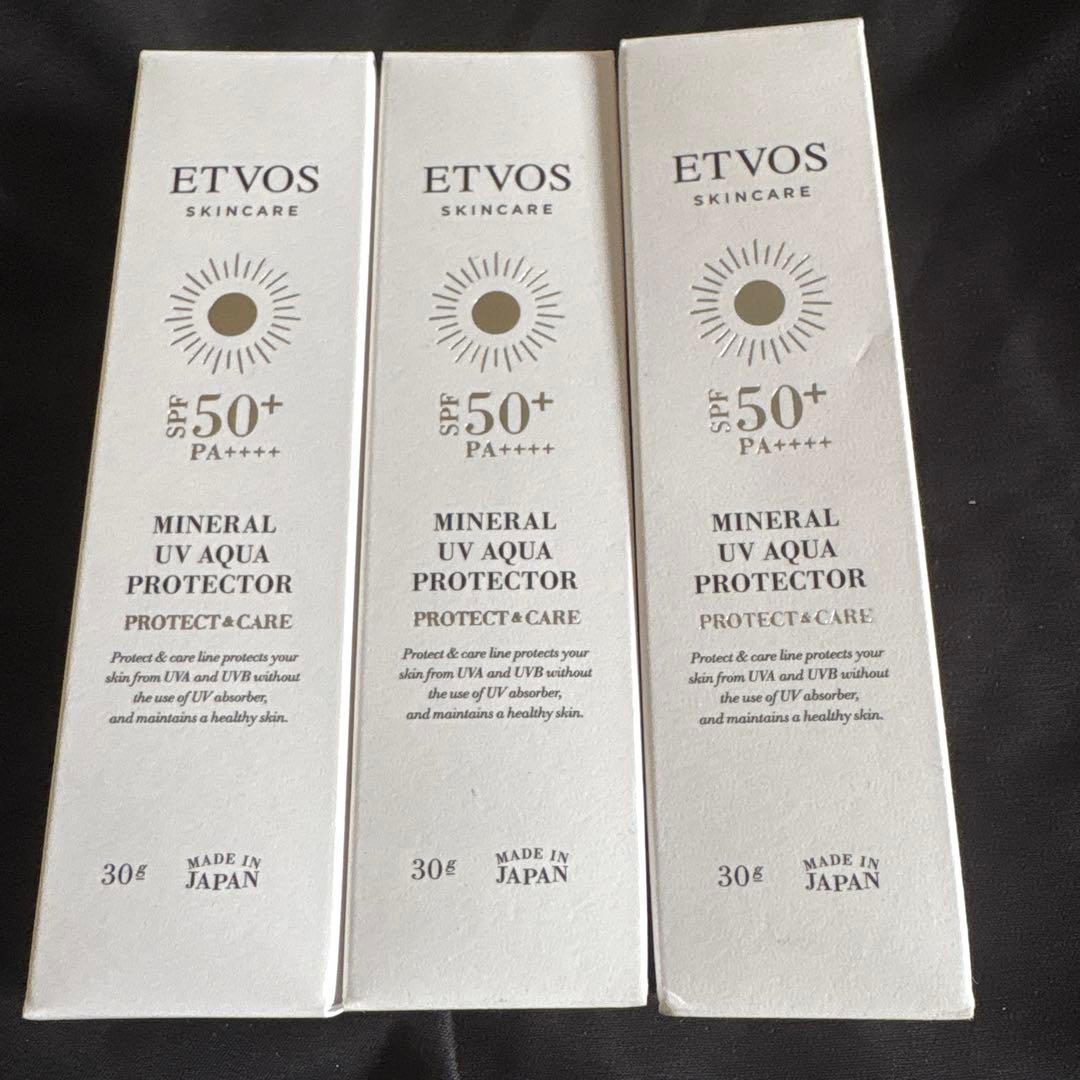 ETVOS
SKINCARE
SPF 50+
PA++++
MINERAL
UV AQUA
PROTECTOR
PROTECT & CARE
Protect & care line protects your
skin from UVA and UVB without
the use of UV absorber,
and maintains a healthy skin.
30g
MADE IN
JAPAN
ETVOS
SKINCARE
SPF 50+
PA++++
MINERAL
UV AQUA
PROTECTOR
PROTECT & CARE
Protect & care line protects your
skin from UVA and UVB without
the use of UV absorber,
and maintains a healthy skin.
30g
MADE IN
JAPAN
ETVOS
SKINCARE
SPF 50+
PA++++
MINERAL
UV AQUA
PROTECTOR
PROTECT & CARE
Protect & care line protects your
skin from UVA and UVB without
the use of UV absorber,
and maintains a healthy skin.
30g
MADE IN
JAPAN